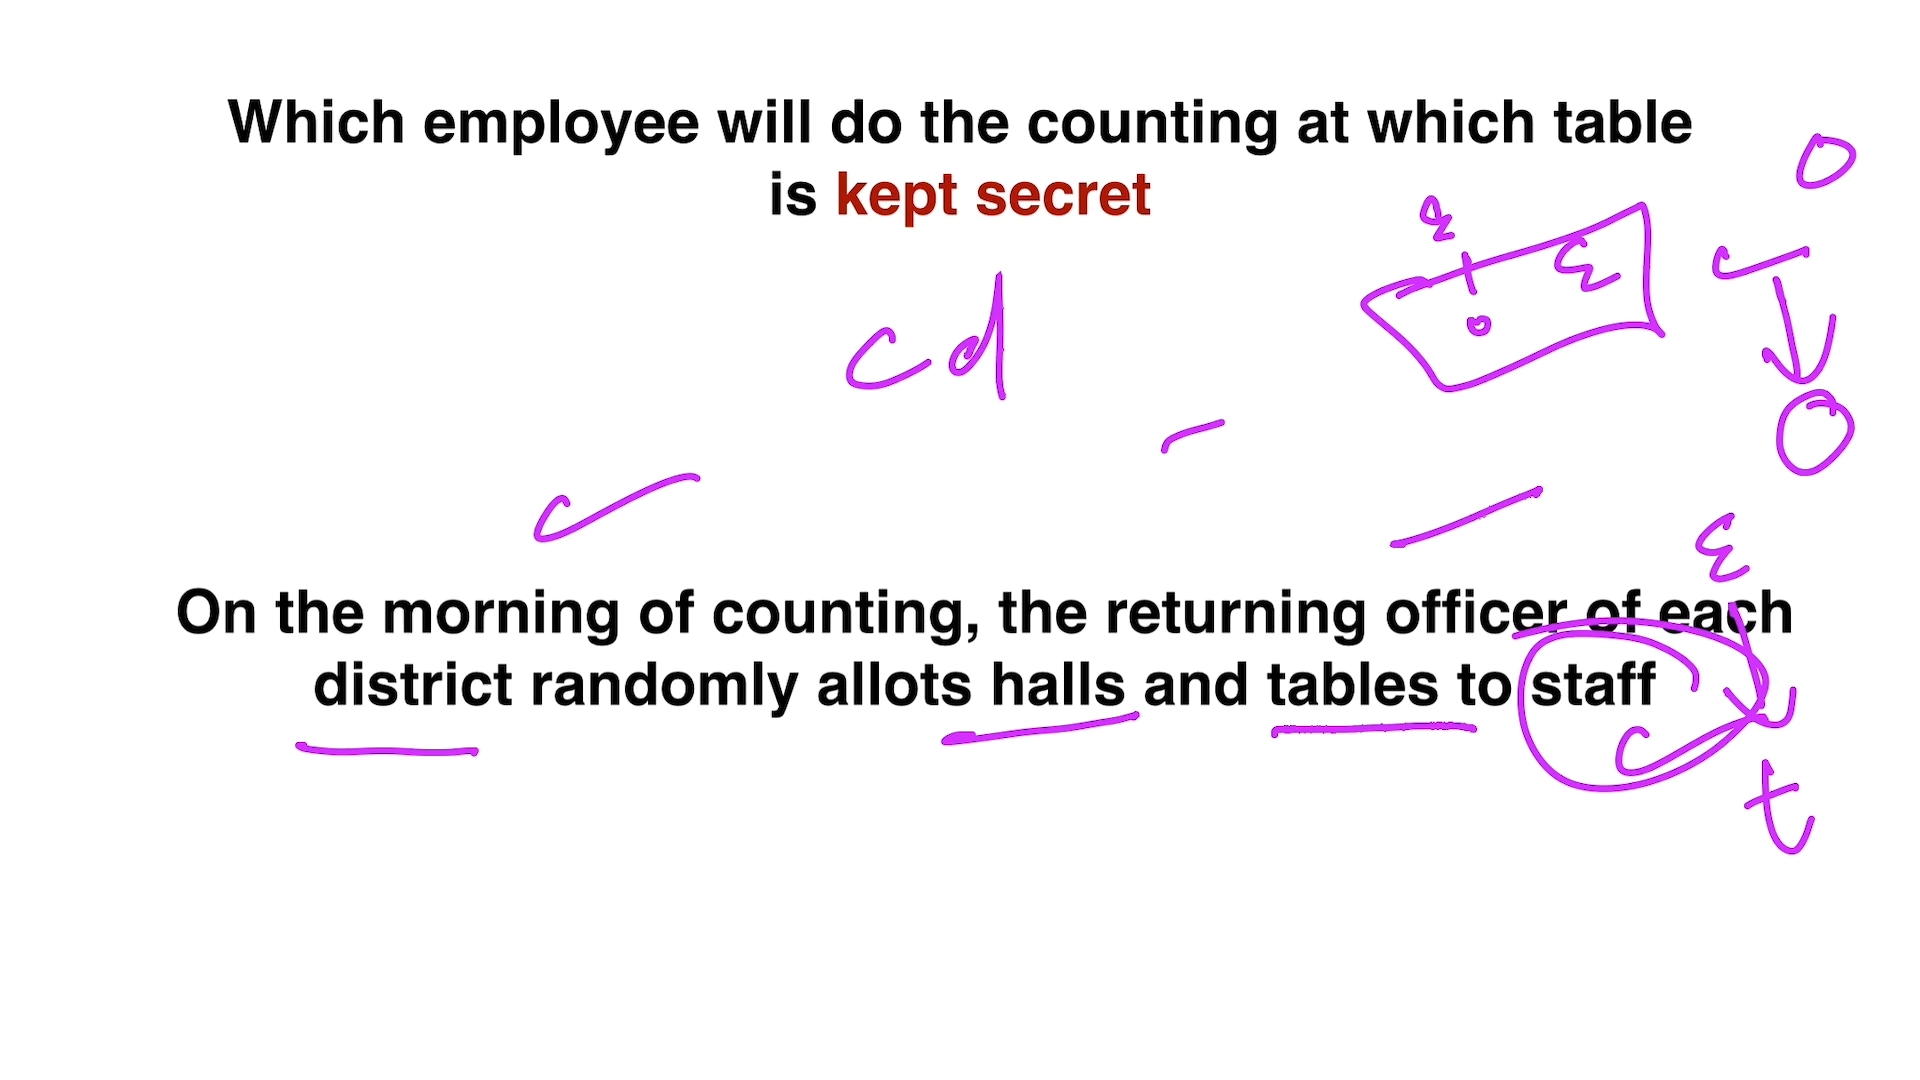 Which employee will do the counting at which table
is kept secret
cd
On the morning of counting, the returning officer of each
district randomly allots halls and tables to staff
t